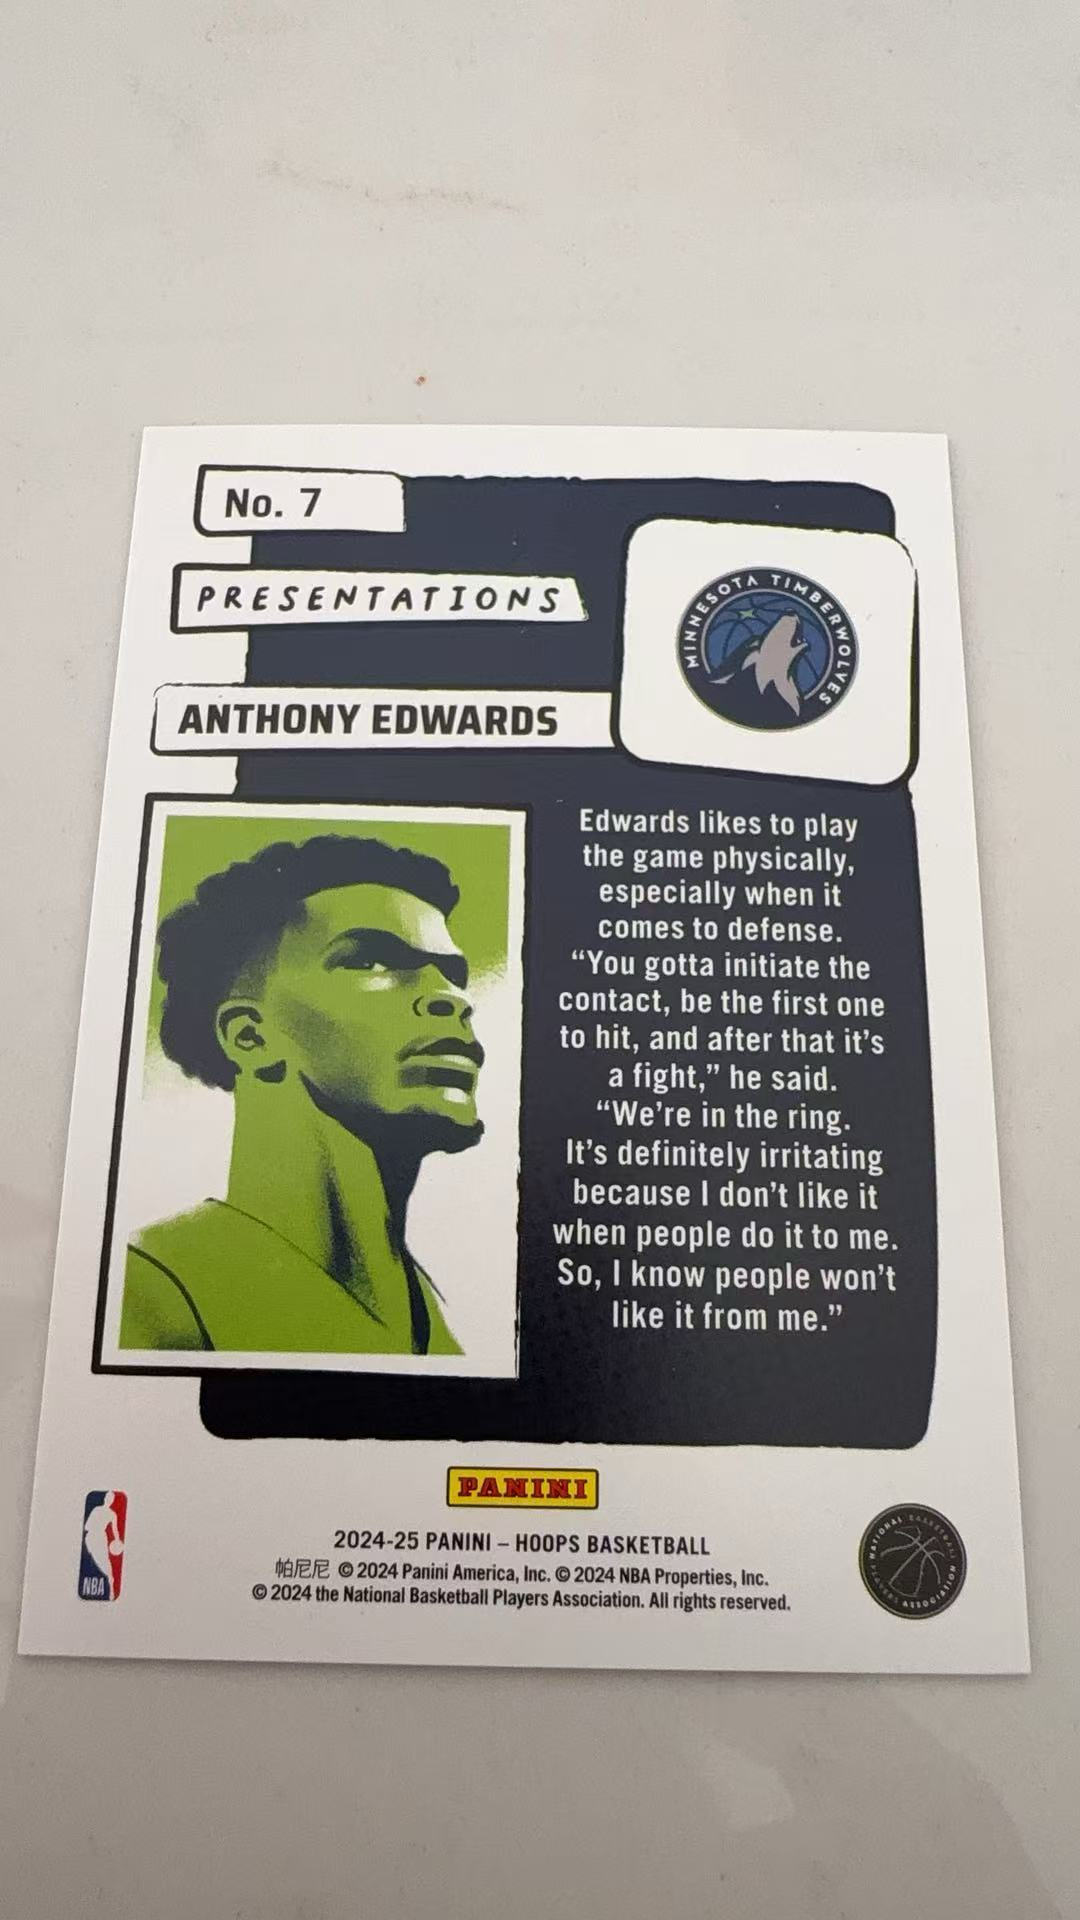 No. 7
PRESENTATIONS
MINNESOTA TIMBERWOLVES
ANTHONY EDWARDS
Edwards likes to play
the game physically,
especially when it
comes to defense.
“You gotta initiate the
contact, be the first one
to hit, and after that it’s
a fight,” he said.
“We’re in the ring.
It’s definitely irritating
because I don’t like it
when people do it to me.
So, I know people won’t
like it from me.”
PANINI
2024-25 PANINI – HOOPS BASKETBALL
帕尼尼 © 2024 Panini America, Inc. © 2024 NBA Properties, Inc.
© 2024 the National Basketball Players Association. All rights reserved.
NBA
NATIONAL BASKETBALL PLAYERS ASSOCIATION